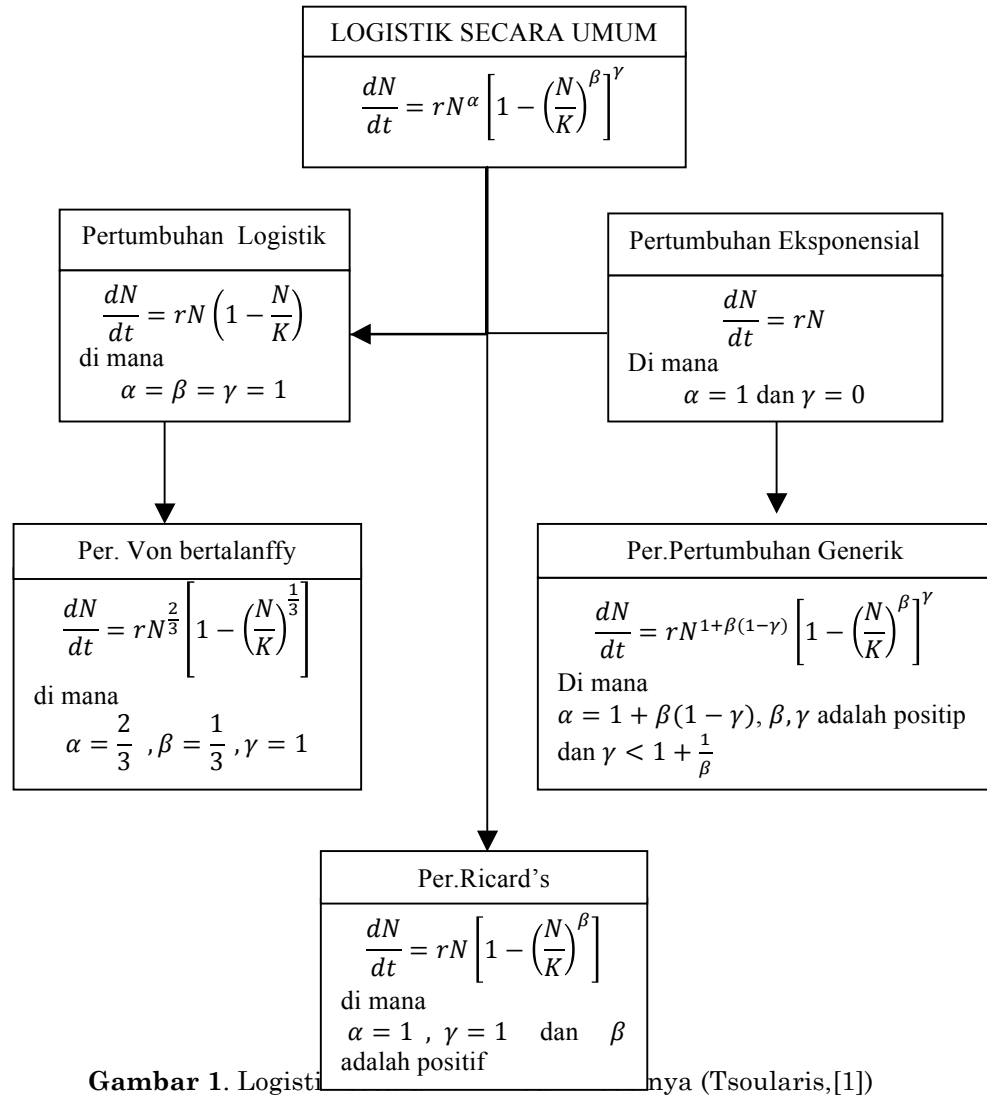 LOGISTIK SECARA UMUM
dN/dt = rN^α [1 − (N/K)^β]^γ
Pertumbuhan Logistik
dN/dt = rN (1 − N/K)
di mana
α = β = γ = 1
Pertumbuhan Eksponensial
dN/dt = rN
Di mana
α = 1 dan γ = 0
Per. Von bertalanffy
dN/dt = rN^(2/3) [1 − (N/K)^(1/3)]
di mana
α = 2/3 , β = 1/3 , γ = 1
Per.Pertumbuhan Generik
dN/dt = rN^(1+β(1−γ)) [1 − (N/K)^β]^γ
Di mana
α = 1 + β(1 − γ), β, γ adalah positip
dan γ < 1 + 1/β
Per.Ricard’s
dN/dt = rN [1 − (N/K)^β]
di mana
α = 1 , γ = 1 dan β
adalah positif
Gambar 1. Logisti nya (Tsoularis,[1])